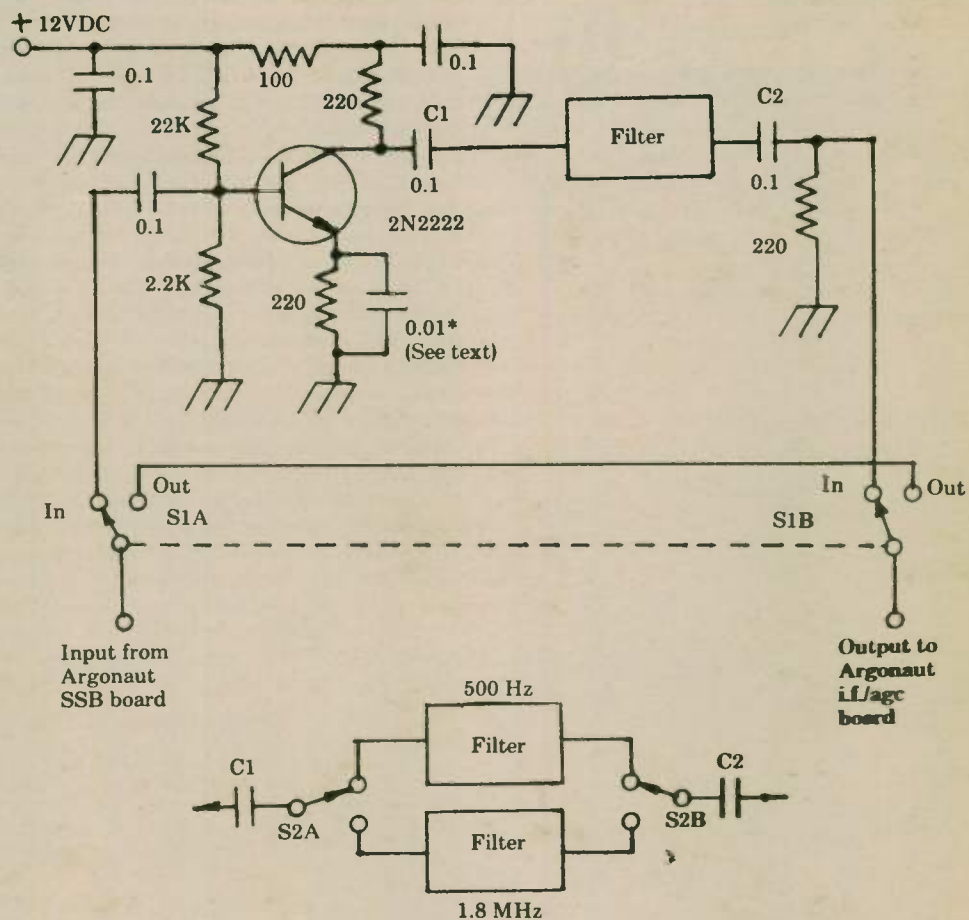 + 12VDC
0.1
100
0.1
22K
220
C1
0.1
Filter
C2
0.1
0.1
2N2222
220
2.2K
220
0.01*
(See text)
In
Out
S1A
In
Out
S1B
Input from
Argonaut
SSB board
Output to
Argonaut
i.f./agc
board
500 Hz
Filter
C1
S2A
C2
S2B
Filter
1.8 MHz